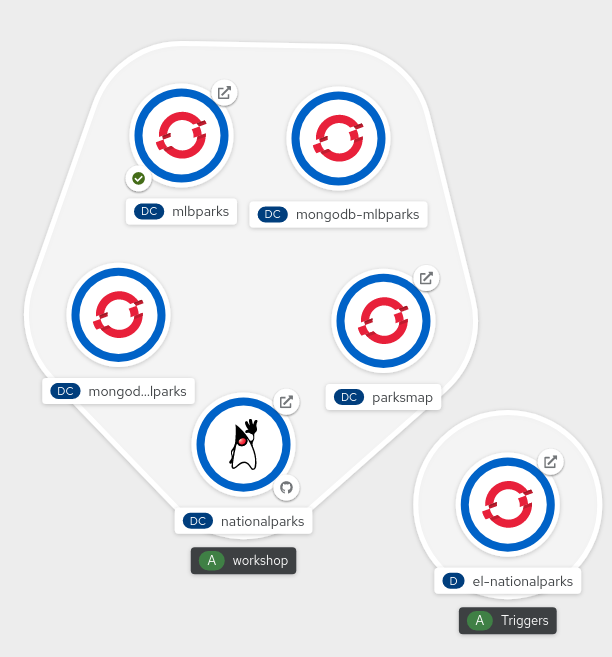 DC mlbparks
DC mongodb-mlbparks
DC mongod...lparks
DC parksmap
DC nationalparks
A workshop
D el-nationalparks
A Triggers